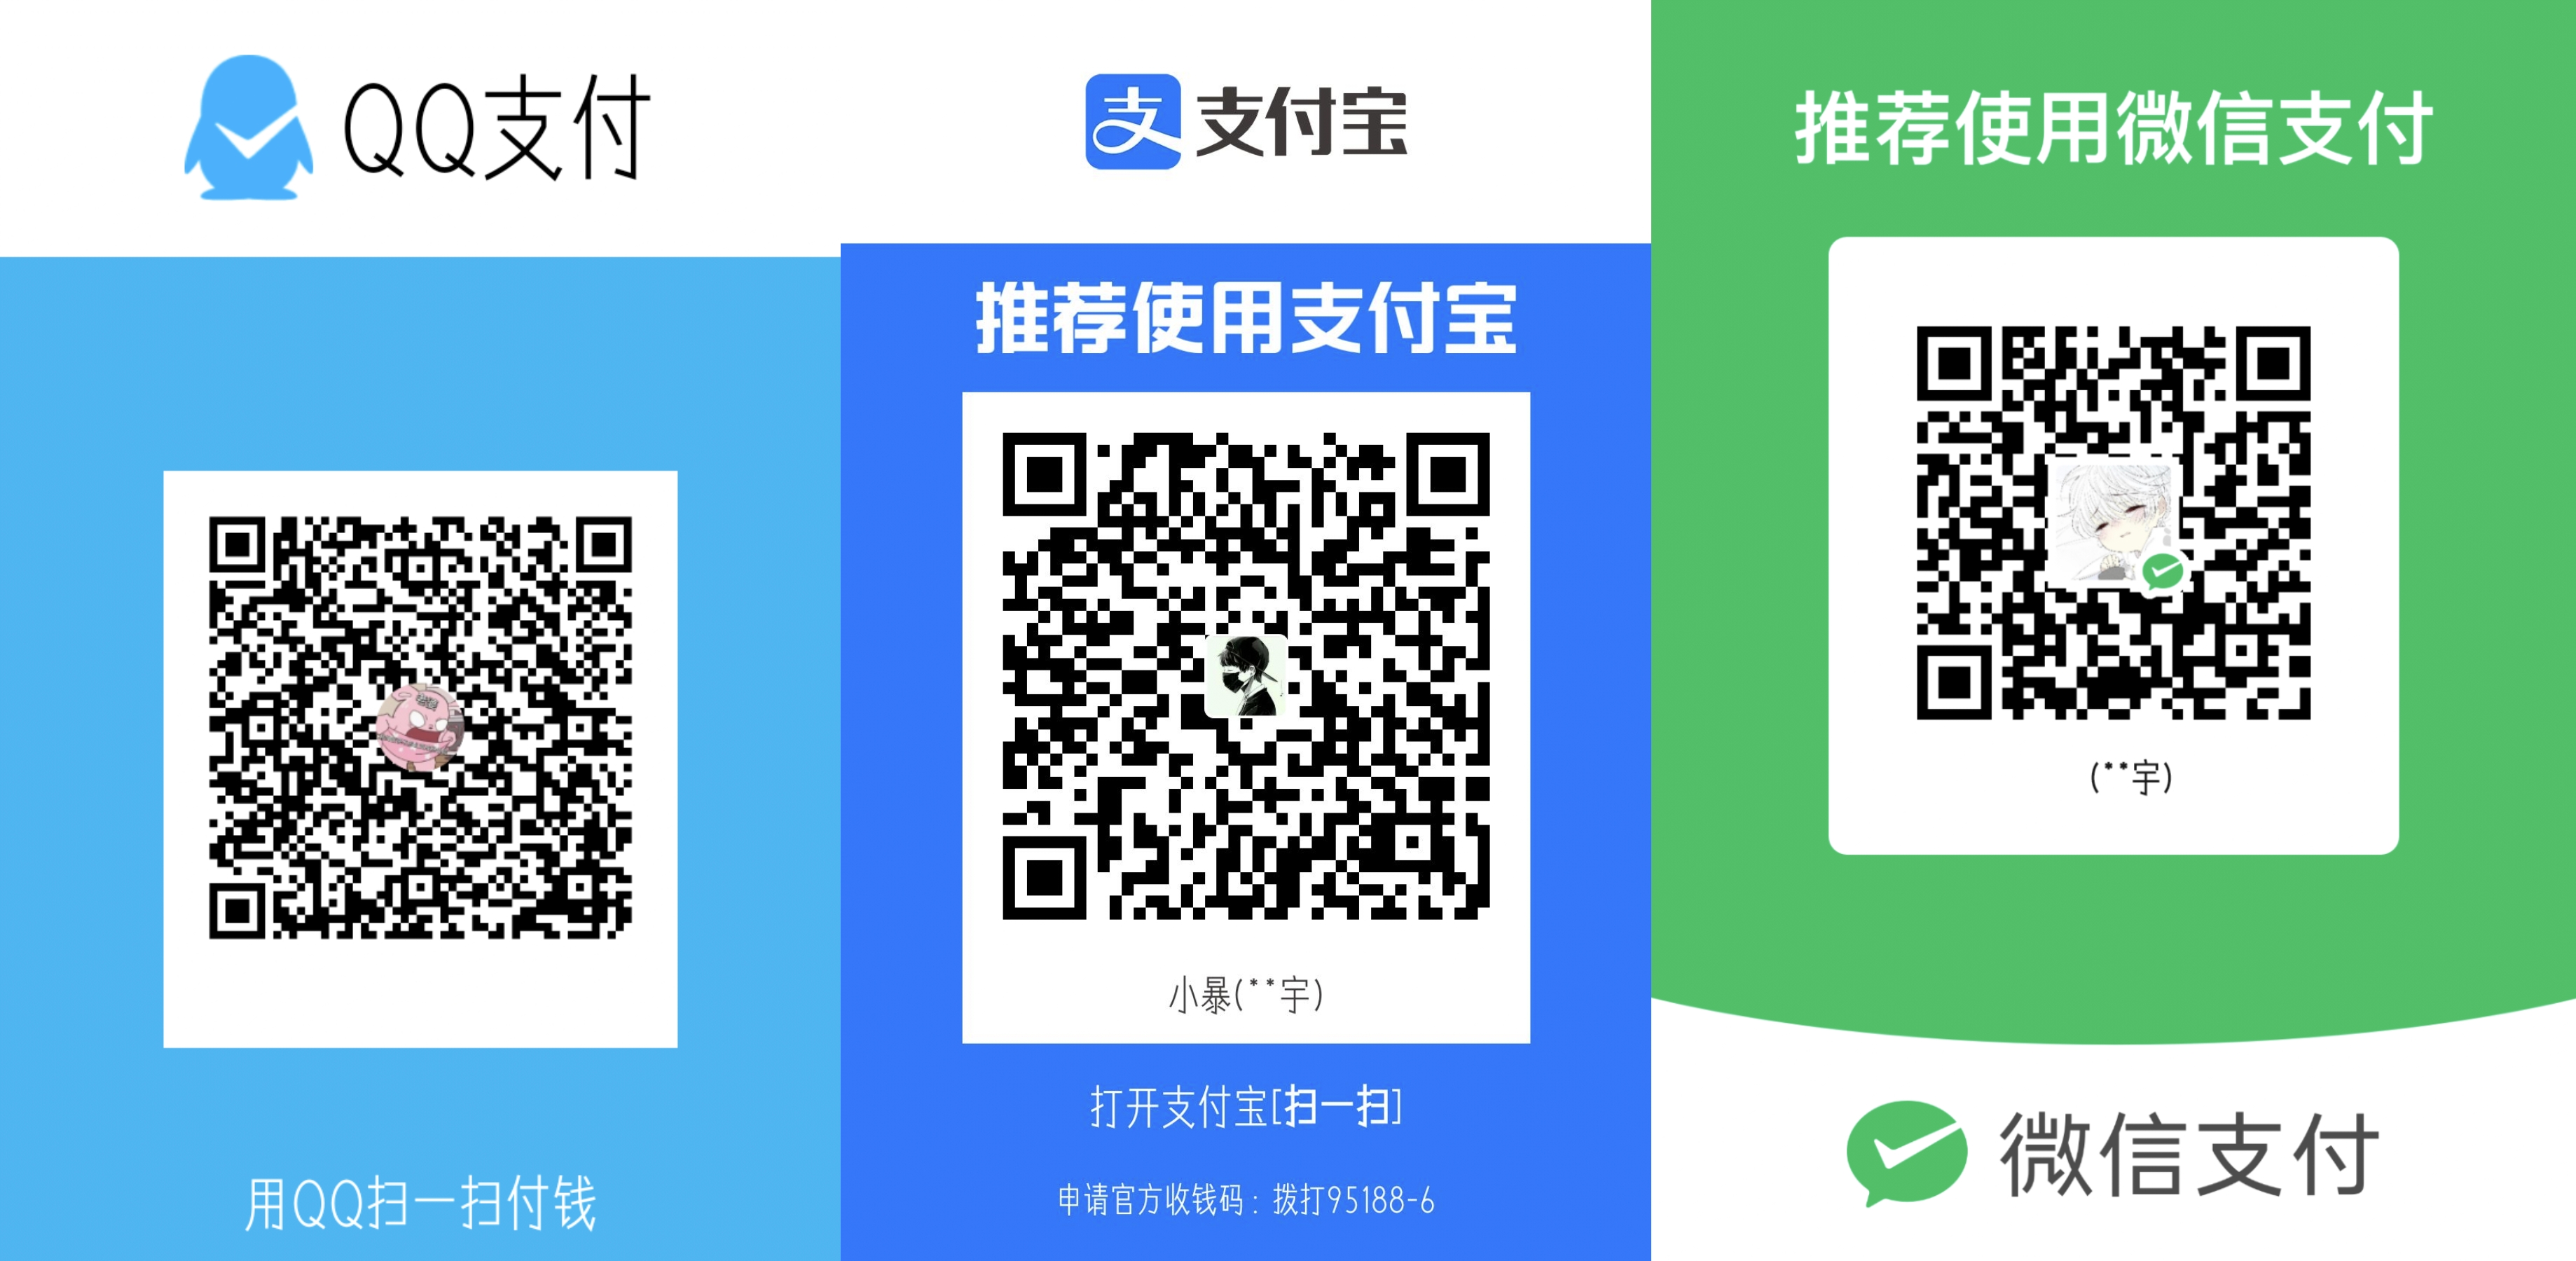 QQ支付
用QQ扫一扫付钱
支付宝
推荐使用支付宝
小暴(**宇)
打开支付宝[扫一扫]
申请官方收钱码：拨打95188-6
推荐使用微信支付
(**宇)
微信支付